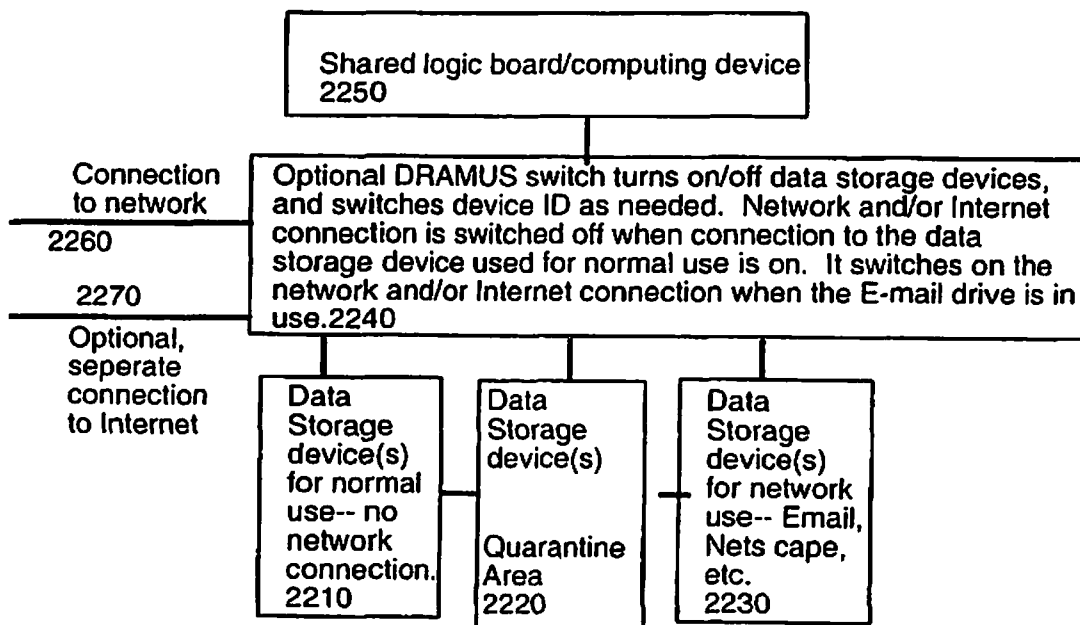 Shared logic board/computing device
2250
Connection
to network
2260
2270
Optional,
seperate
connection
to Internet
Optional DRAMUS switch turns on/off data storage devices,
and switches device ID as needed. Network and/or Internet
connection is switched off when connection to the data
storage device used for normal use is on. It switches on the
network and/or Internet connection when the E-mail drive is in
use.2240
Data
Storage
device(s)
for normal
use-- no
network
connection.
2210
Data
Storage
device(s)
Quarantine
Area
2220
Data
Storage
device(s)
for network
use-- Email,
Nets cape,
etc.
2230